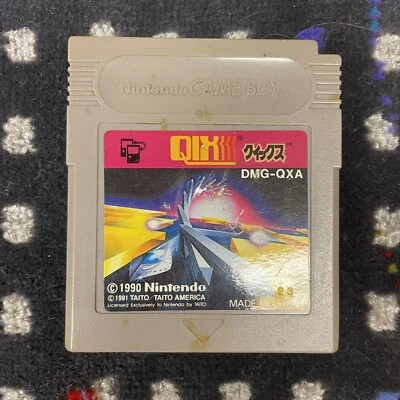 Nintendo GAME BOY
QIX クイックス
DMG-QXA
© 1990 Nintendo
© 1981 TAITO/TAITO AMERICA
Licensed Exclusively to Nintendo by TAITO
MADE